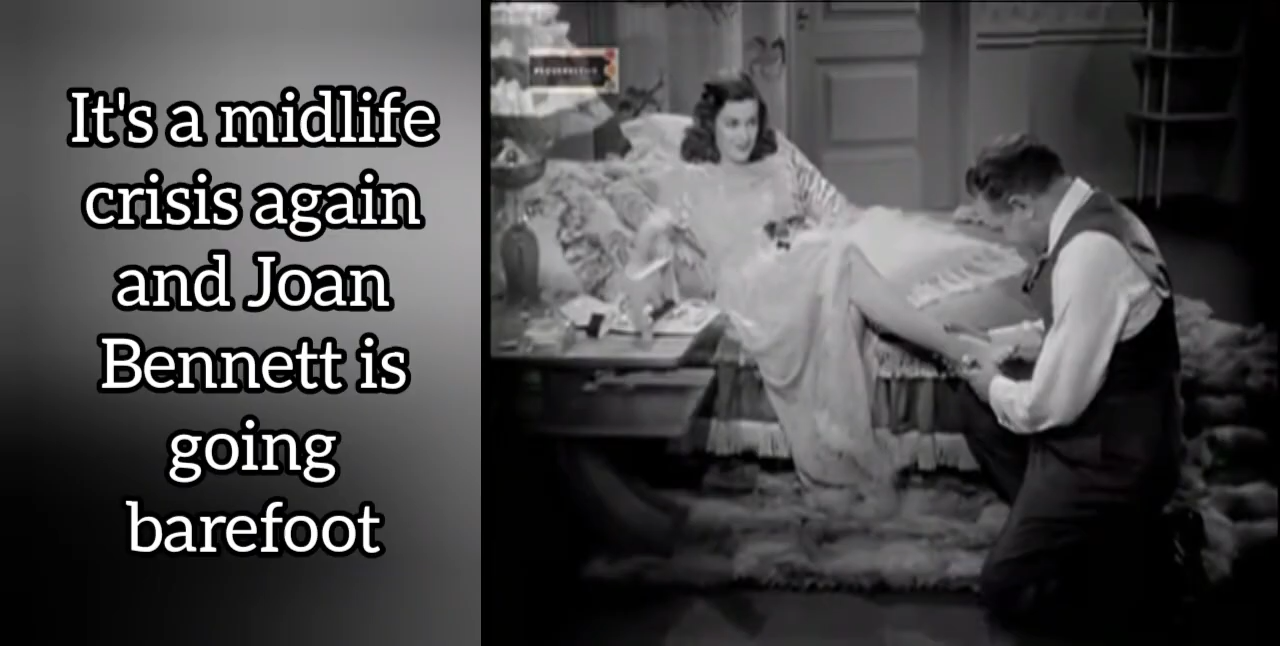 It's a midlife
crisis again
and Joan
Bennett is
going
barefoot